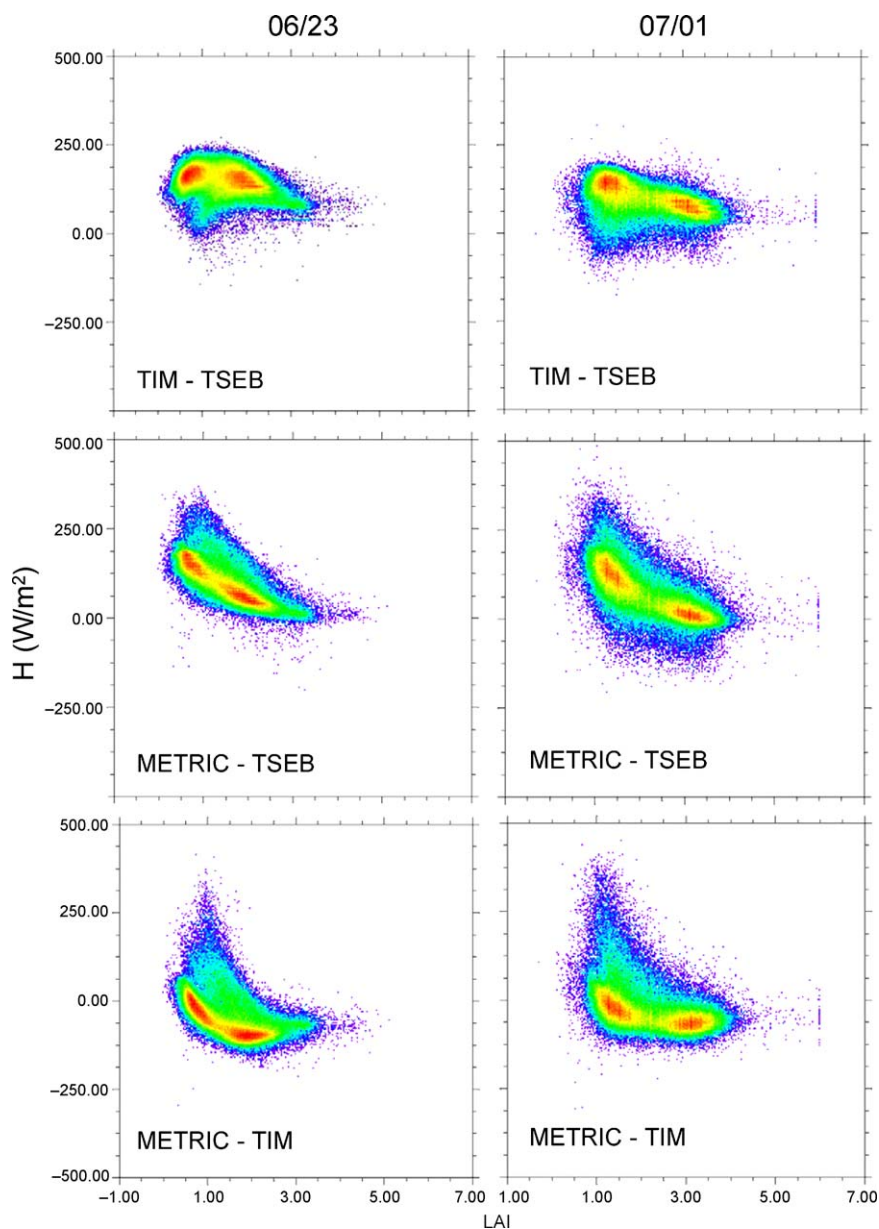 06/23 07/01
500.00
250.00
0.00
−250.00
TIM - TSEB TIM - TSEB
500.00
250.00
0.00
−250.00
METRIC - TSEB METRIC - TSEB
H (W/m²)
500.00
250.00
−0.00
−250.00
METRIC - TIM METRIC - TIM
−500.00
−1.00 1.00 3.00 5.00 7.00 1.00 1.00 3.00 5.00 7.00
LAI